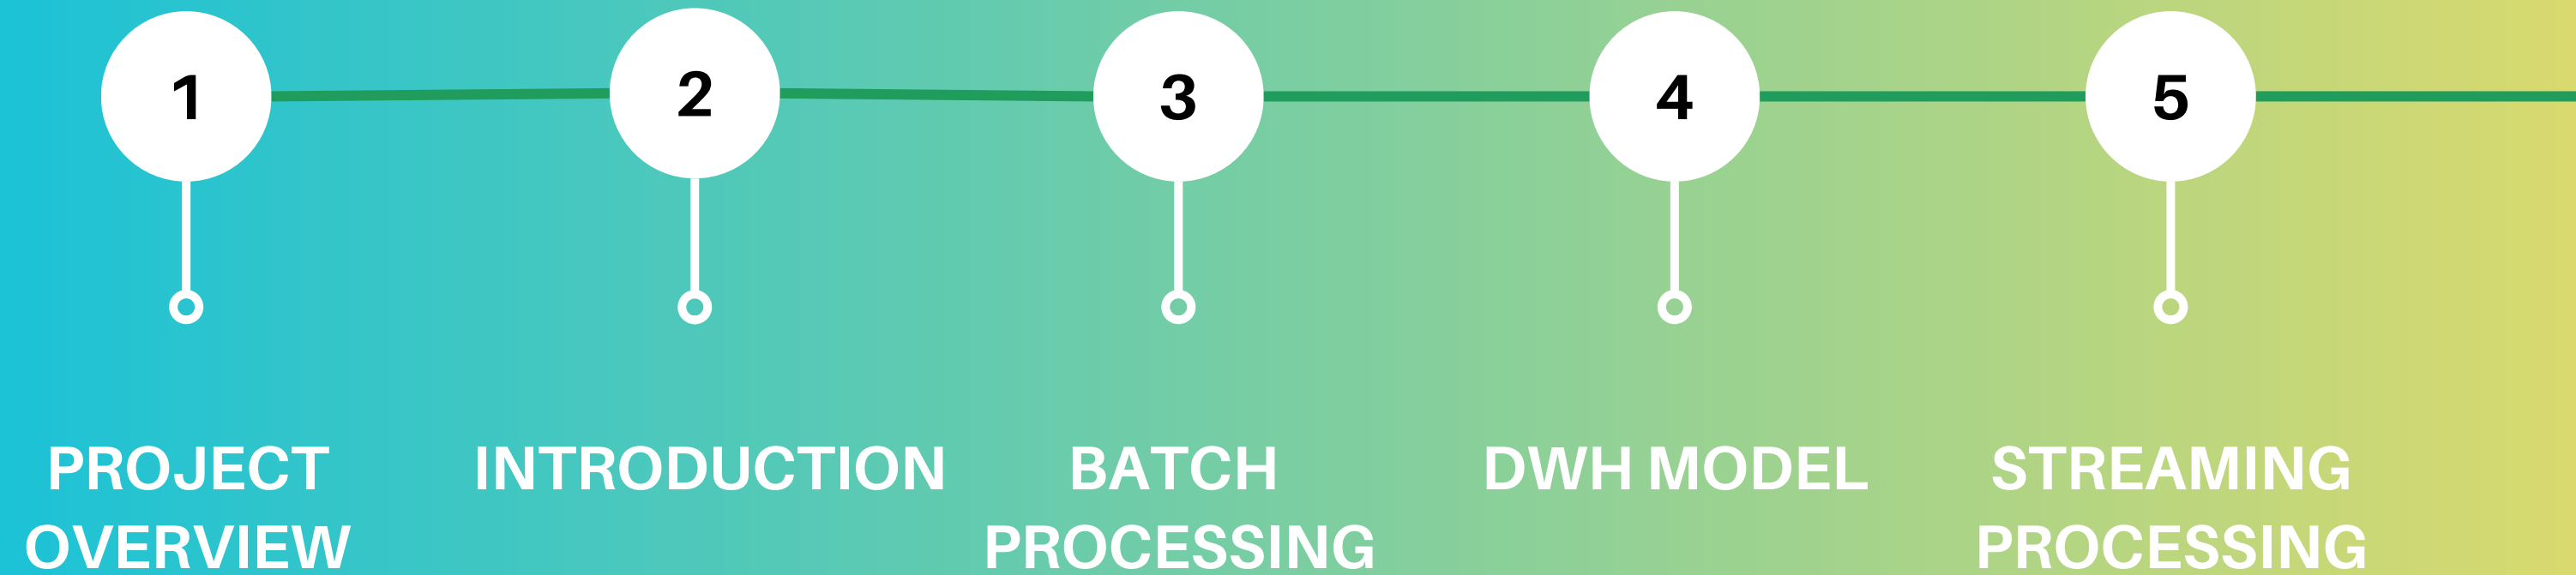 1
2
3
4
5
PROJECT
OVERVIEW
INTRODUCTION
BATCH
PROCESSING
DWH MODEL
STREAMING
PROCESSING